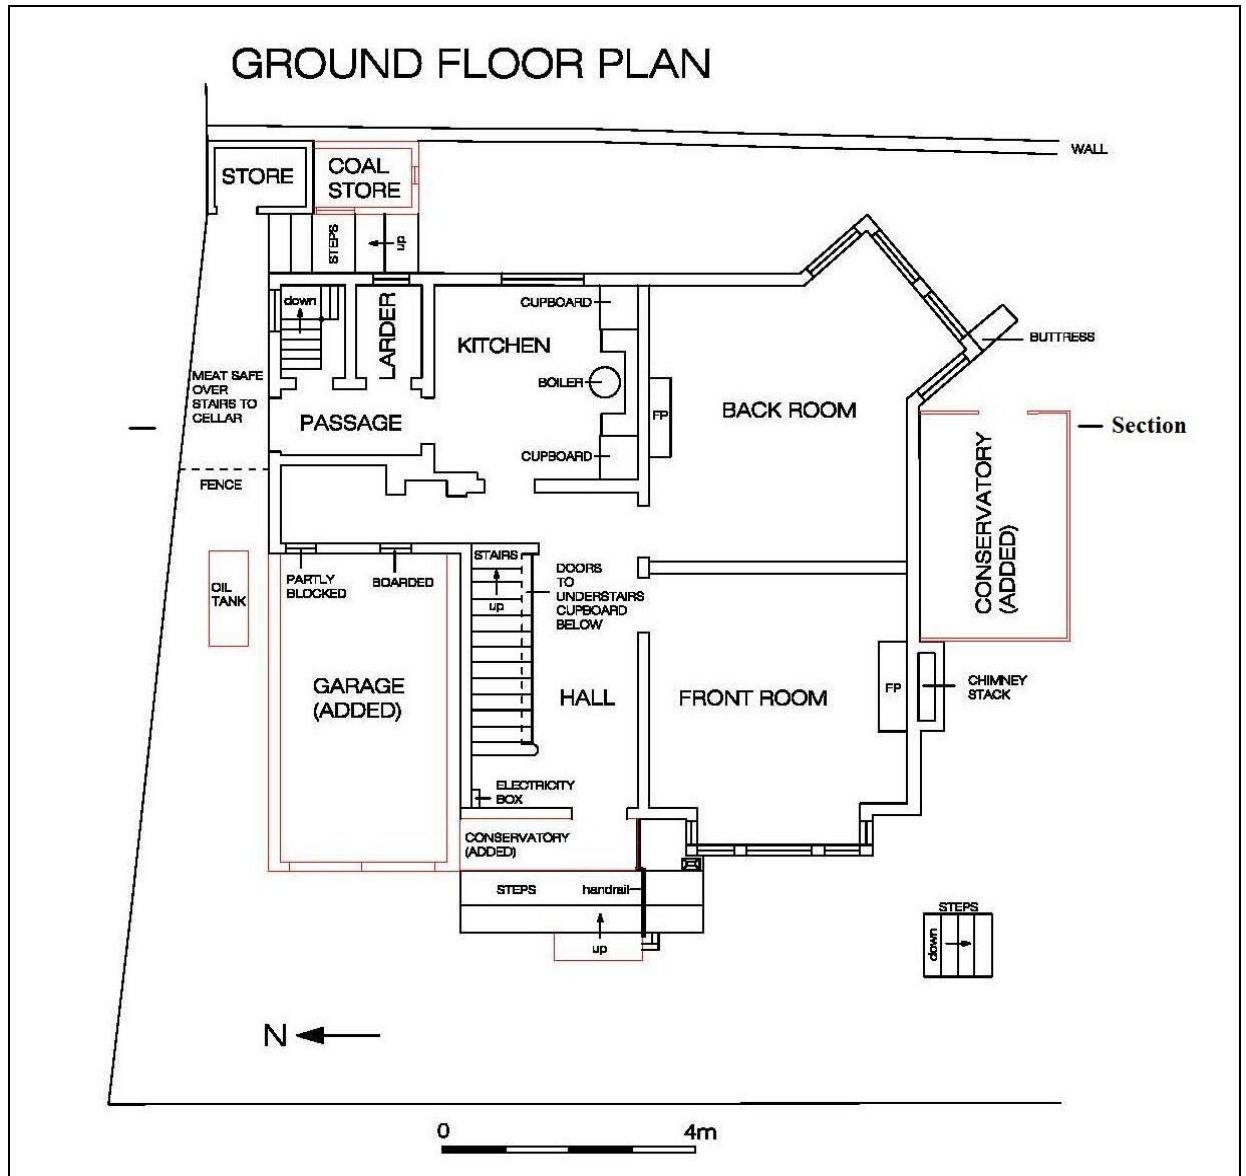 GROUND FLOOR PLAN
WALL
STORE
COAL
STORE
STEPS
up
down
LARDER
CUPBOARD
KITCHEN
BUTTRESS
MEAT SAFE
OVER
STAIRS TO
CELLAR
BOILER
PASSAGE
FP
BACK ROOM
Section
CUPBOARD
FENCE
CONSERVATORY
(ADDED)
STAIRS
up
OIL
TANK
PARTLY
BLOCKED
BOARDED
DOORS
TO
UNDERSTAIRS
CUPBOARD
BELOW
GARAGE
(ADDED)
HALL
FRONT ROOM
FP
CHIMNEY
STACK
ELECTRICITY
BOX
CONSERVATORY
(ADDED)
STEPS
handrail
up
STEPS
down
N
0
4m